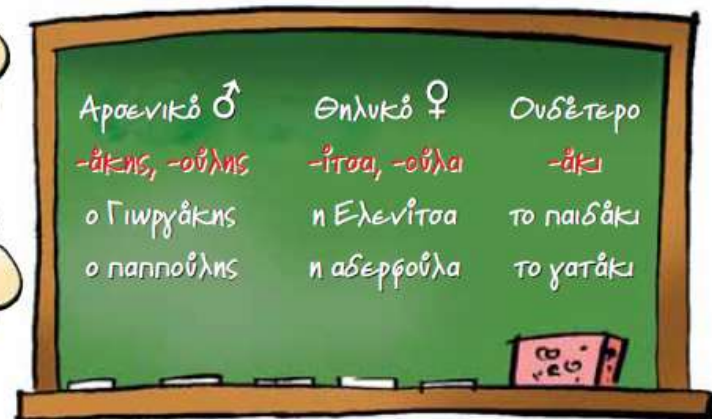 Αρσενικό ♂ Θηλυκό ♀ Ουδέτερο
-άκης, -ούλης -ίτσα, -ούλα -άκι
ο Γιωργάκης η Ελενίτσα το παιδάκι
ο παππούλης η αδερφούλα το γατάκι